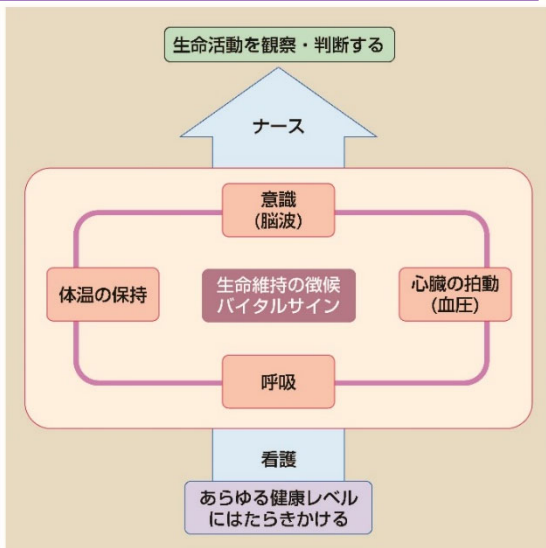 生命活動を観察・判断する
ナース
意識
(脳波)
体温の保持
生命維持の徴候
バイタルサイン
心臓の拍動
(血圧)
呼吸
看護
あらゆる健康レベル
にはたらきかける